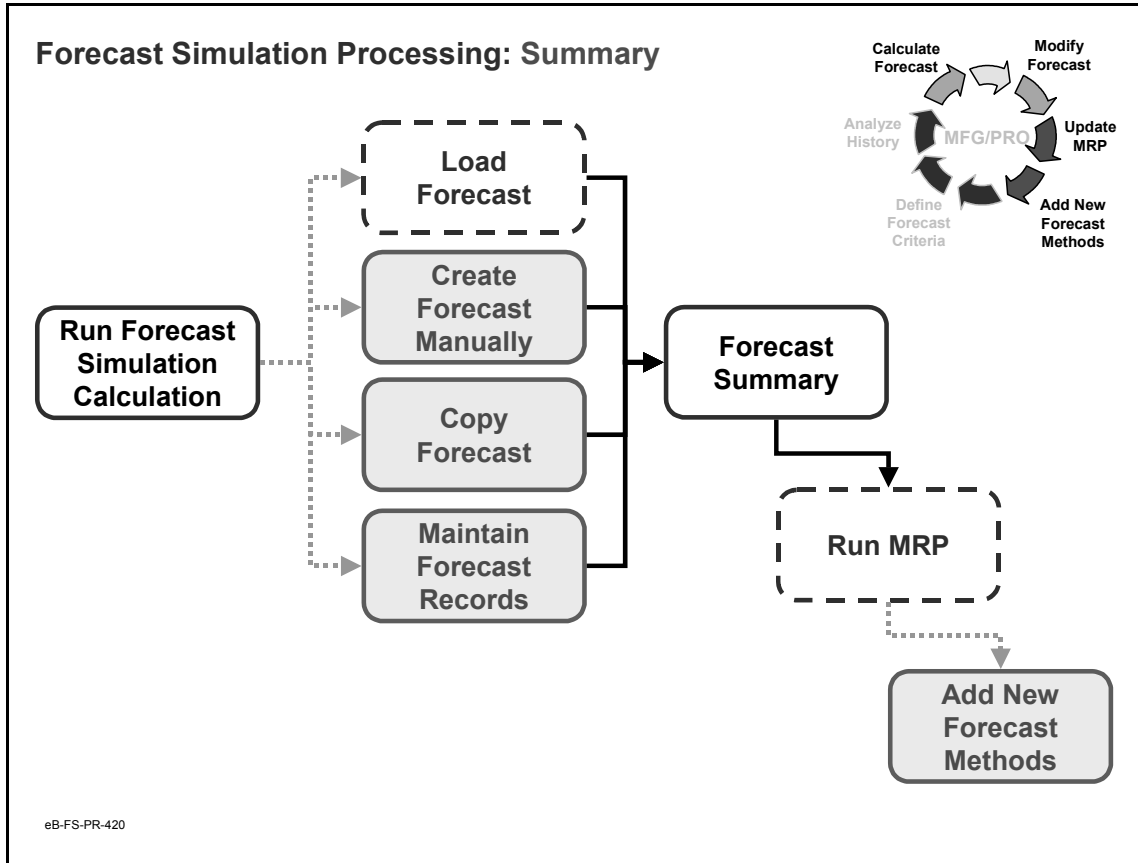 Forecast Simulation Processing: Summary
Calculate
Forecast
Modify
Forecast
Analyze
History
MFG/PRO
Update
MRP
Define
Forecast
Criteria
Add New
Forecast
Methods
Load
Forecast
Create
Forecast
Manually
Run Forecast
Simulation
Calculation
Forecast
Summary
Copy
Forecast
Maintain
Forecast
Records
Run MRP
Add New
Forecast
Methods
eB-FS-PR-420